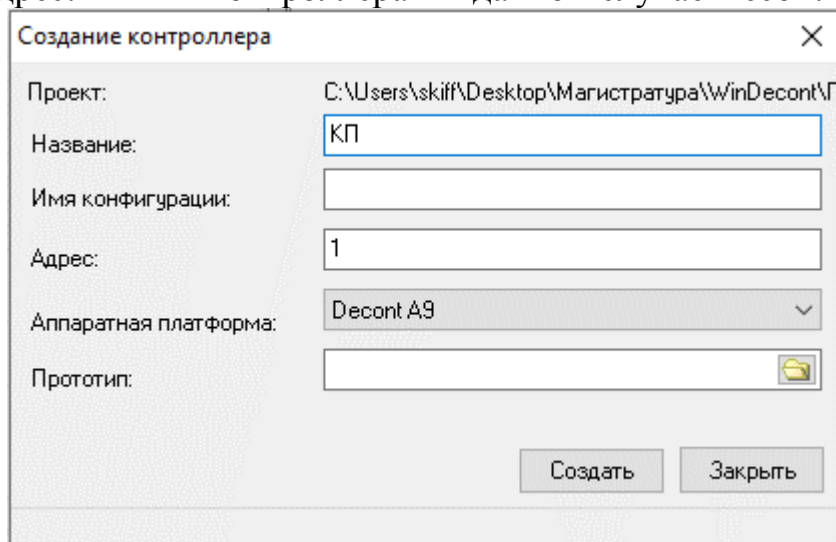 Создание контроллера
Проект: C:\Users\skiff\Desktop\Магистратура\WinDecont\П
Название: КП
Имя конфигурации:
Адрес: 1
Аппаратная платформа: Decont A9
Прототип:
Создать Закрыть